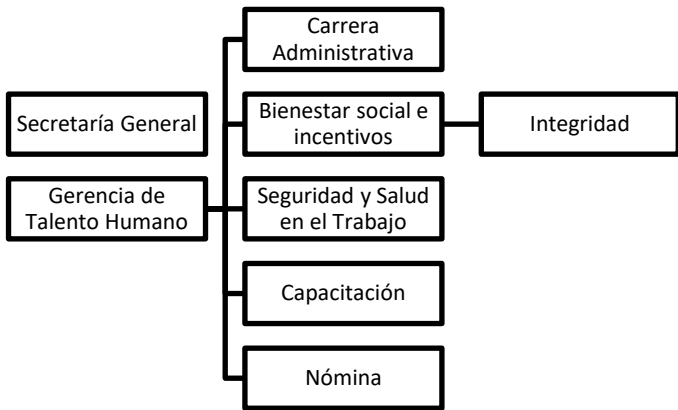 Secretaría General
Gerencia de
Talento Humano
Carrera
Administrativa
Bienestar social e
incentivos
Integridad
Seguridad y Salud
en el Trabajo
Capacitación
Nómina